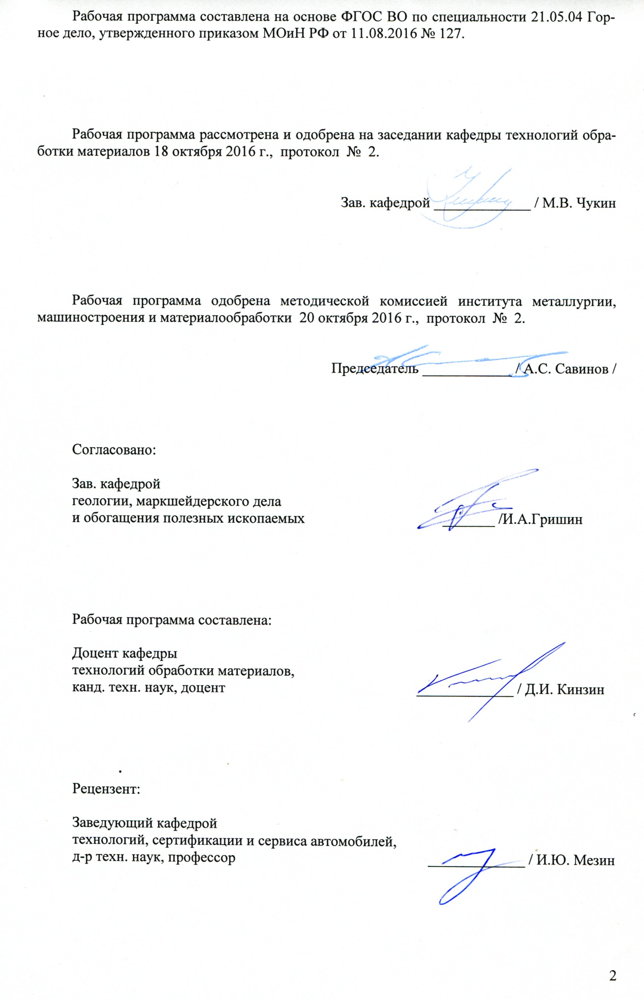 Рабочая программа составлена на основе ФГОС ВО по специальности 21.05.04 Гор-
ное дело, утвержденного приказом МОиН РФ от 11.08.2016 № 127.
Рабочая программа рассмотрена и одобрена на заседании кафедры технологий обра-
ботки материалов 18 октября 2016 г., протокол № 2.
Зав. кафедрой _____________ / М.В. Чукин
Рабочая программа одобрена методической комиссией института металлургии,
машиностроения и материалообработки 20 октября 2016 г., протокол № 2.
Председатель ____________ / А.С. Савинов /
Согласовано:
Зав. кафедрой
геологии, маркшейдерского дела
и обогащения полезных ископаемых _______ /И.А.Гришин
Рабочая программа составлена:
Доцент кафедры
технологий обработки материалов,
канд. техн. наук, доцент _____________ / Д.И. Кинзин
Рецензент:
Заведующий кафедрой
технологий, сертификации и сервиса автомобилей,
д-р техн. наук, профессор _____________ / И.Ю. Мезин
2